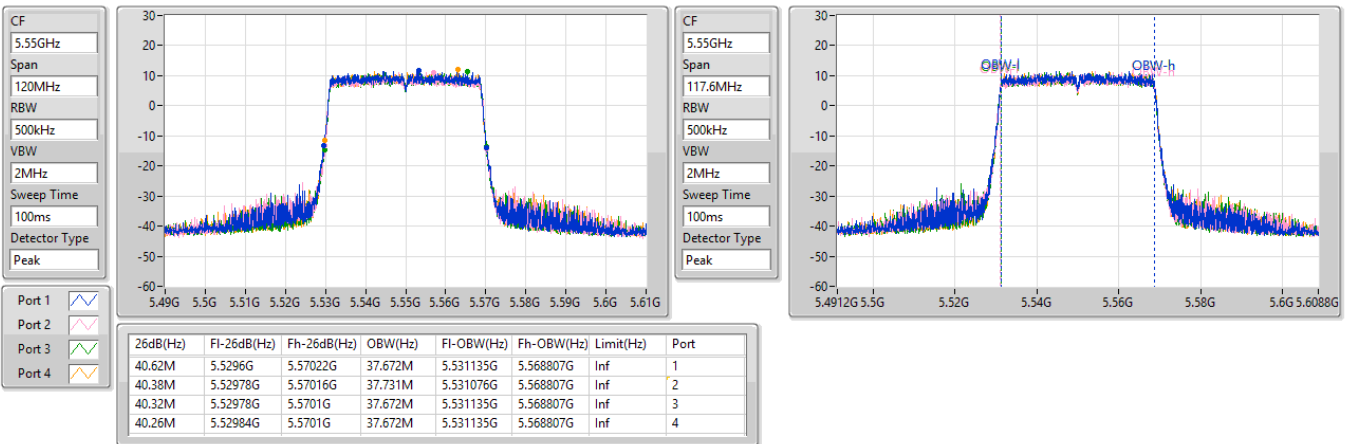 CF
5.55GHz
Span
120MHz
RBW
500kHz
VBW
2MHz
Sweep Time
100ms
Detector Type
Peak
30
20
10
0
-10
-20
-30
-40
-50
-60
5.49G 5.5G 5.51G 5.52G 5.53G 5.54G 5.55G 5.56G 5.57G 5.58G 5.59G 5.6G 5.61G
CF
5.55GHz
Span
117.6MHz
RBW
500kHz
VBW
2MHz
Sweep Time
100ms
Detector Type
Peak
30
20
10
0
-10
-20
-30
-40
-50
-60
OBW-l OBW-h
5.4912G 5.5G 5.52G 5.54G 5.56G 5.58G 5.6G 5.6088G
Port 1
Port 2
Port 3
Port 4
26dB(Hz) Fl-26dB(Hz) Fh-26dB(Hz) OBW(Hz) Fl-OBW(Hz) Fh-OBW(Hz) Limit(Hz) Port
40.62M 5.5296G 5.57022G 37.672M 5.531135G 5.568807G Inf 1
40.38M 5.52978G 5.57016G 37.731M 5.531076G 5.568807G Inf 2
40.32M 5.52978G 5.5701G 37.672M 5.531135G 5.568807G Inf 3
40.26M 5.52984G 5.5701G 37.672M 5.531135G 5.568807G Inf 4